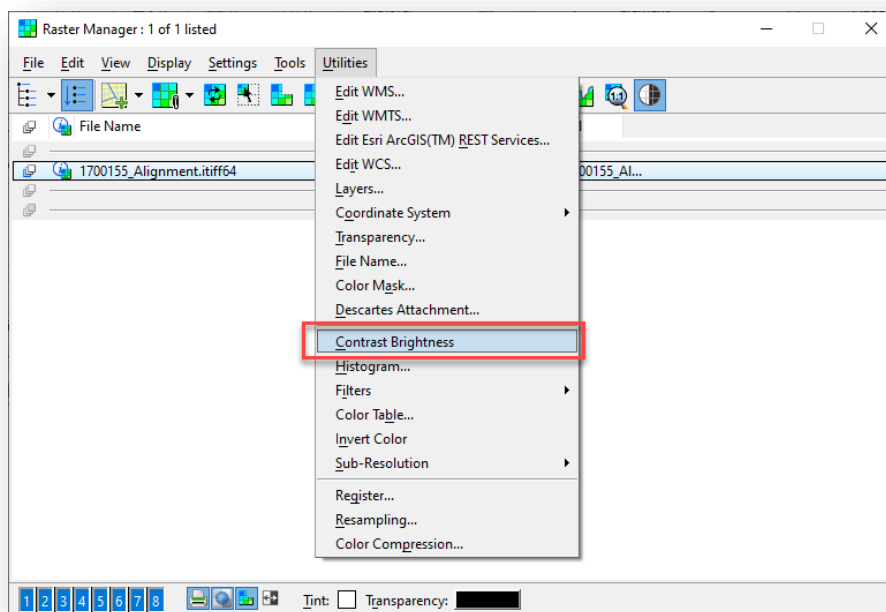 Raster Manager : 1 of 1 listed
File Edit View Display Settings Tools Utilities
File Name
1700155_Alignment.itiff64
00155_Al...
Edit WMS...
Edit WMTS...
Edit Esri ArcGIS(TM) REST Services...
Edit WCS...
Layers...
Coordinate System
Transparency...
File Name...
Color Mask...
Descartes Attachment...
Contrast Brightness
Histogram...
Filters
Color Table...
Invert Color
Sub-Resolution
Register...
Resampling...
Color Compression...
1 2 3 4 5 6 7 8 Tint: Transparency: